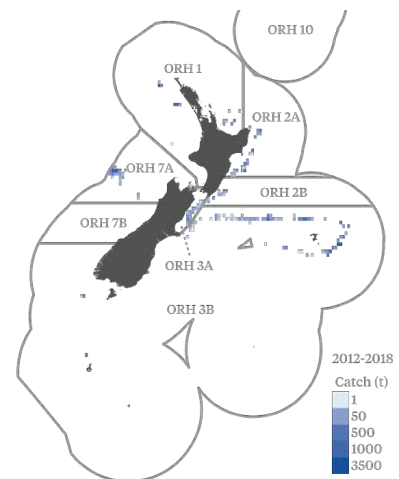 ORH 10
ORH 1
ORH 2A
ORH 7A
ORH 2B
ORH 7B
ORH 3A
ORH 3B
2012-2018
Catch (t)
1
50
500
1000
3500